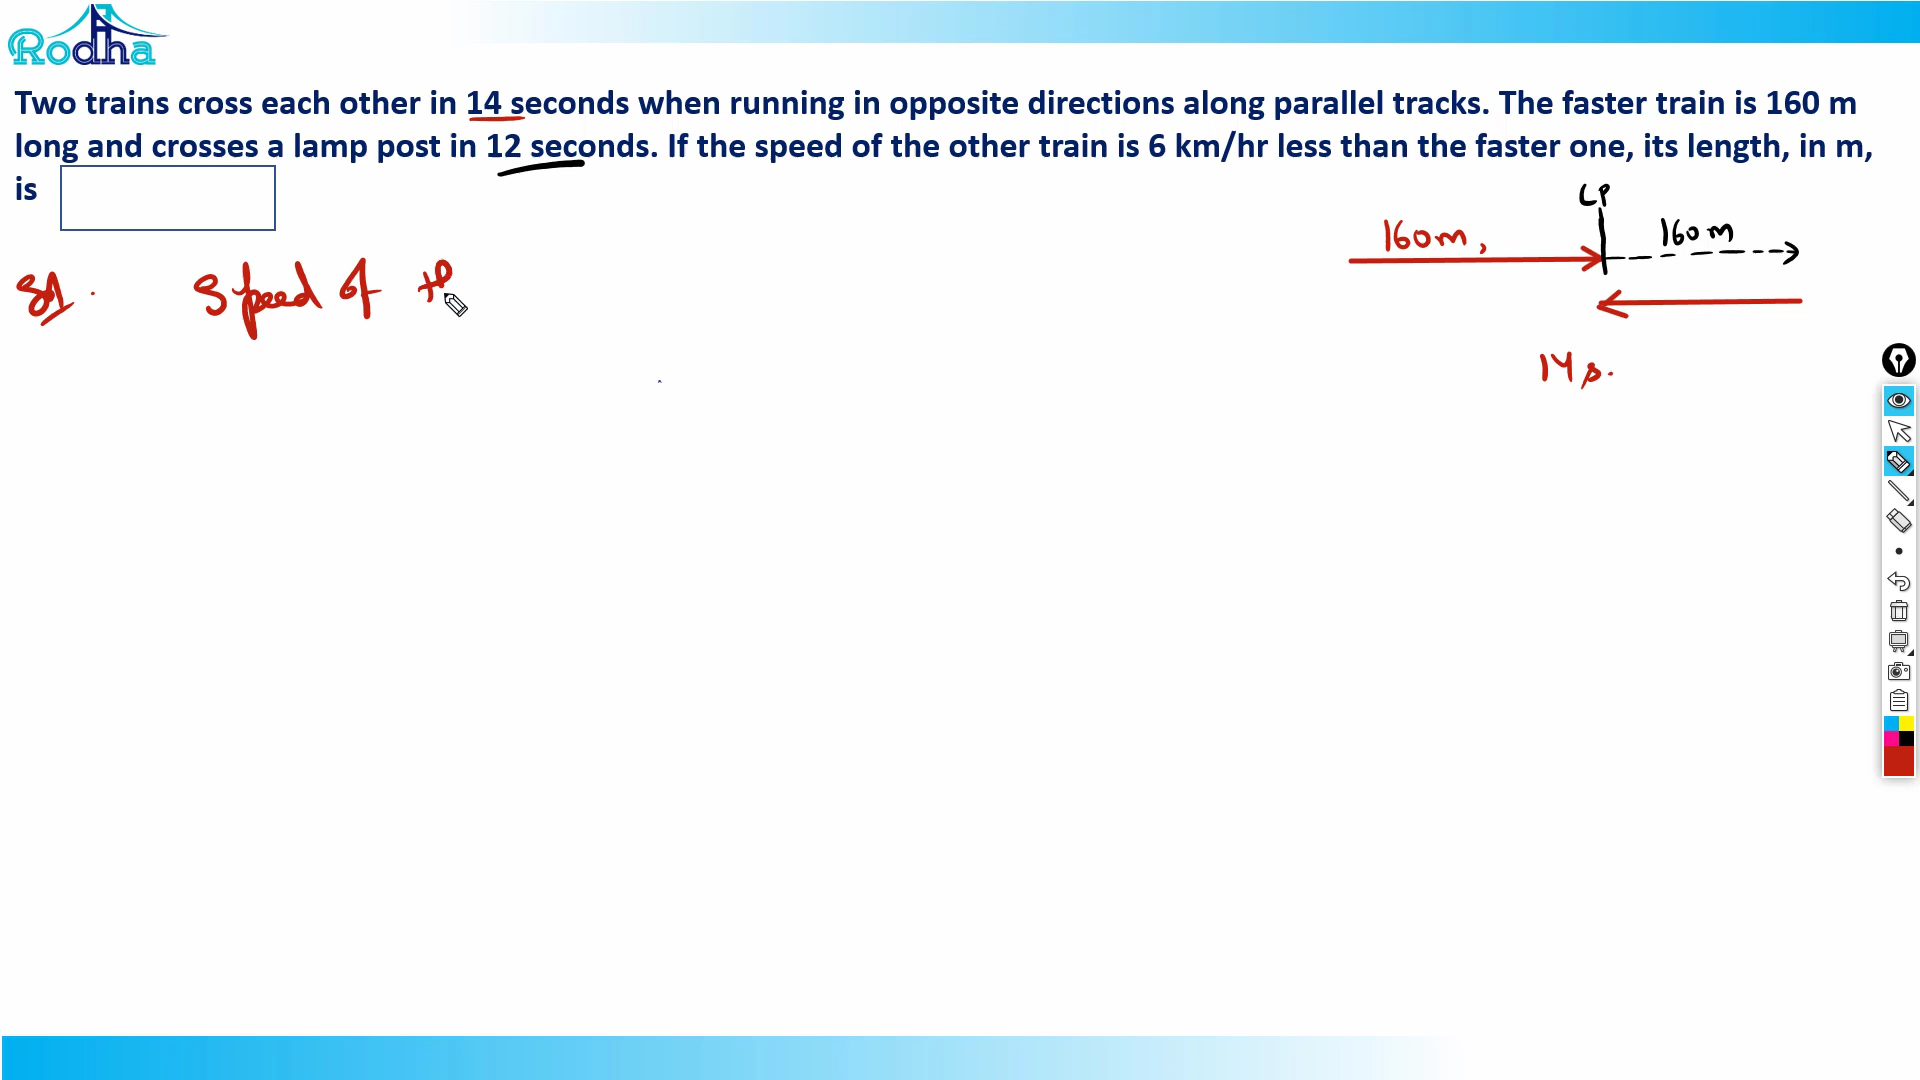 Rodha
Two trains cross each other in 14 seconds when running in opposite directions along parallel tracks. The faster train is 160 m
long and crosses a lamp post in 12 seconds. If the speed of the other train is 6 km/hr less than the faster one, its length, in m,
is
LP
160m,
160m
Speed of
14 s.